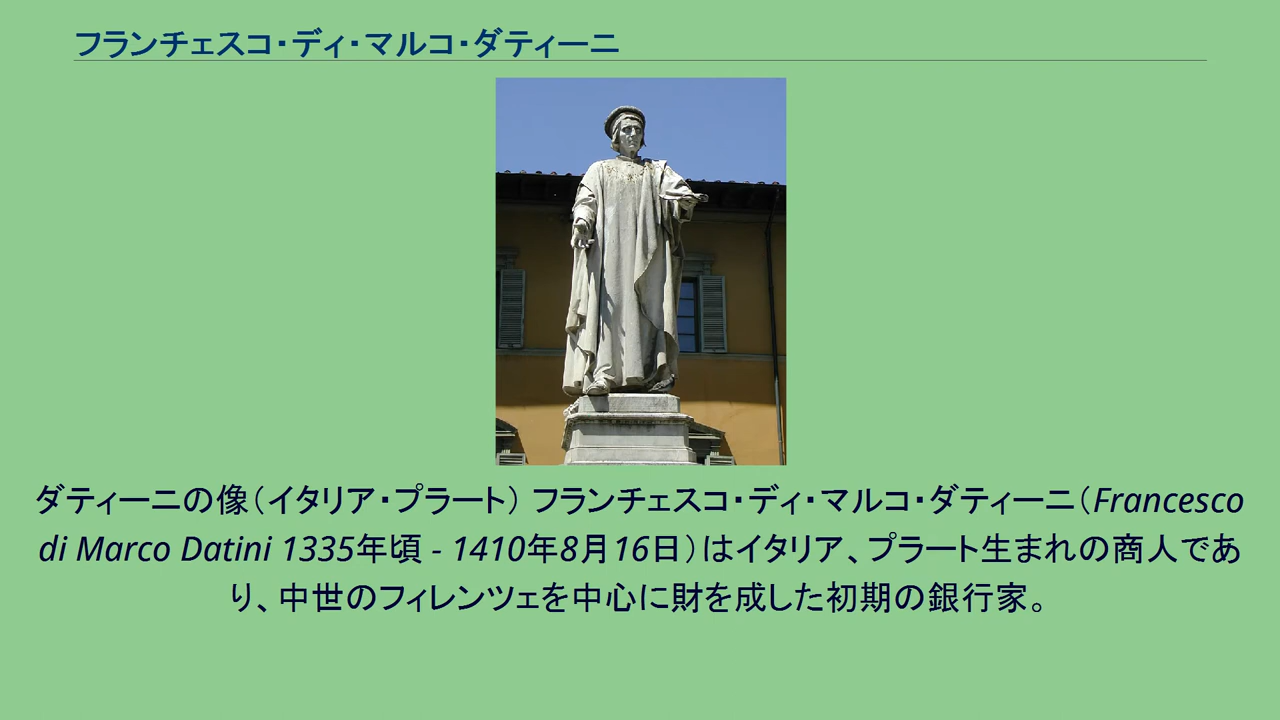 フランチェスコ・ディ・マルコ・ダティーニ
ダティーニの像（イタリア・プラート） フランチェスコ・ディ・マルコ・ダティーニ（Francesco
di Marco Datini 1335年頃 - 1410年8月16日）はイタリア、プラート生まれの商人であ
り、中世のフィレンツェを中心に財を成した初期の銀行家。